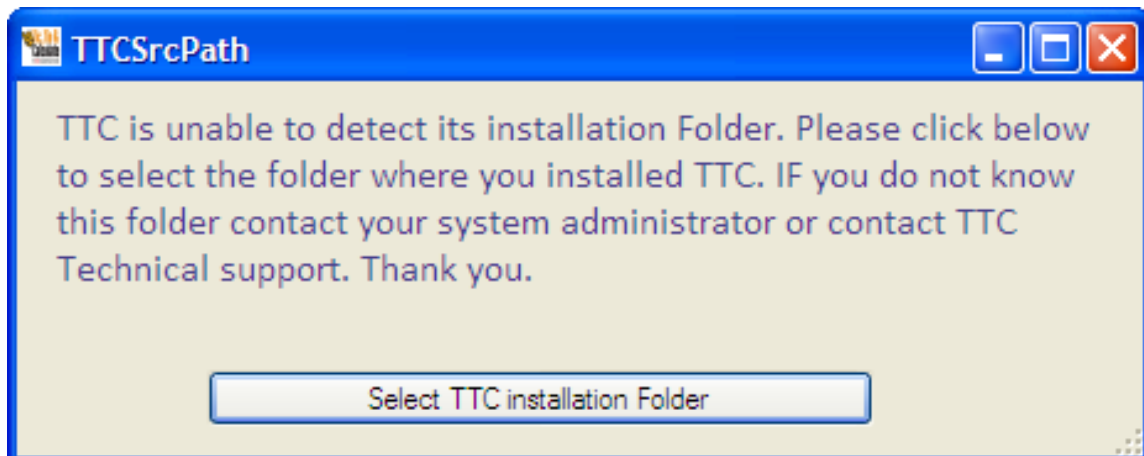 TTCSrcPath
TTC is unable to detect its installation Folder. Please click below
to select the folder where you installed TTC. IF you do not know
this folder contact your system administrator or contact TTC
Technical support. Thank you.
Select TTC installation Folder